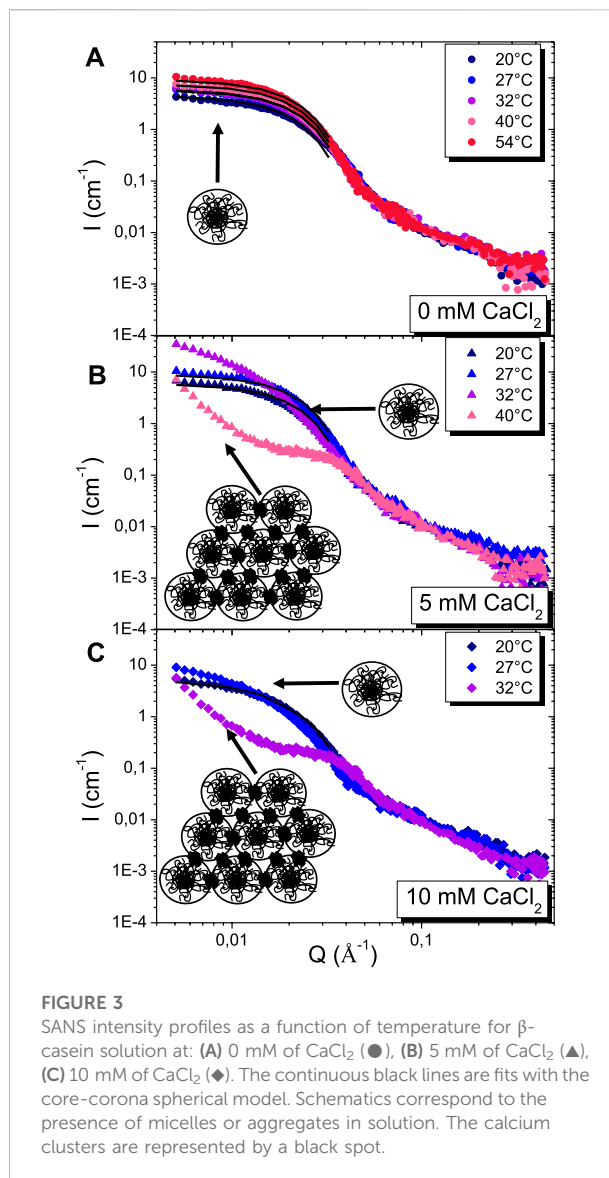 A
I (cm⁻¹)
10
1
0,1
0,01
1E-3
1E-4
20°C
27°C
32°C
40°C
54°C
0 mM CaCl₂
B
I (cm⁻¹)
10
1
0,1
0,01
1E-3
1E-4
20°C
27°C
32°C
40°C
5 mM CaCl₂
C
I (cm⁻¹)
10
1
0,1
0,01
1E-3
1E-4
20°C
27°C
32°C
10 mM CaCl₂
0,01 0,1
Q (Å⁻¹)
FIGURE 3
SANS intensity profiles as a function of temperature for β-
casein solution at: (A) 0 mM of CaCl₂ (●), (B) 5 mM of CaCl₂ (▲),
(C) 10 mM of CaCl₂ (◆). The continuous black lines are fits with the
core-corona spherical model. Schematics correspond to the
presence of micelles or aggregates in solution. The calcium
clusters are represented by a black spot.